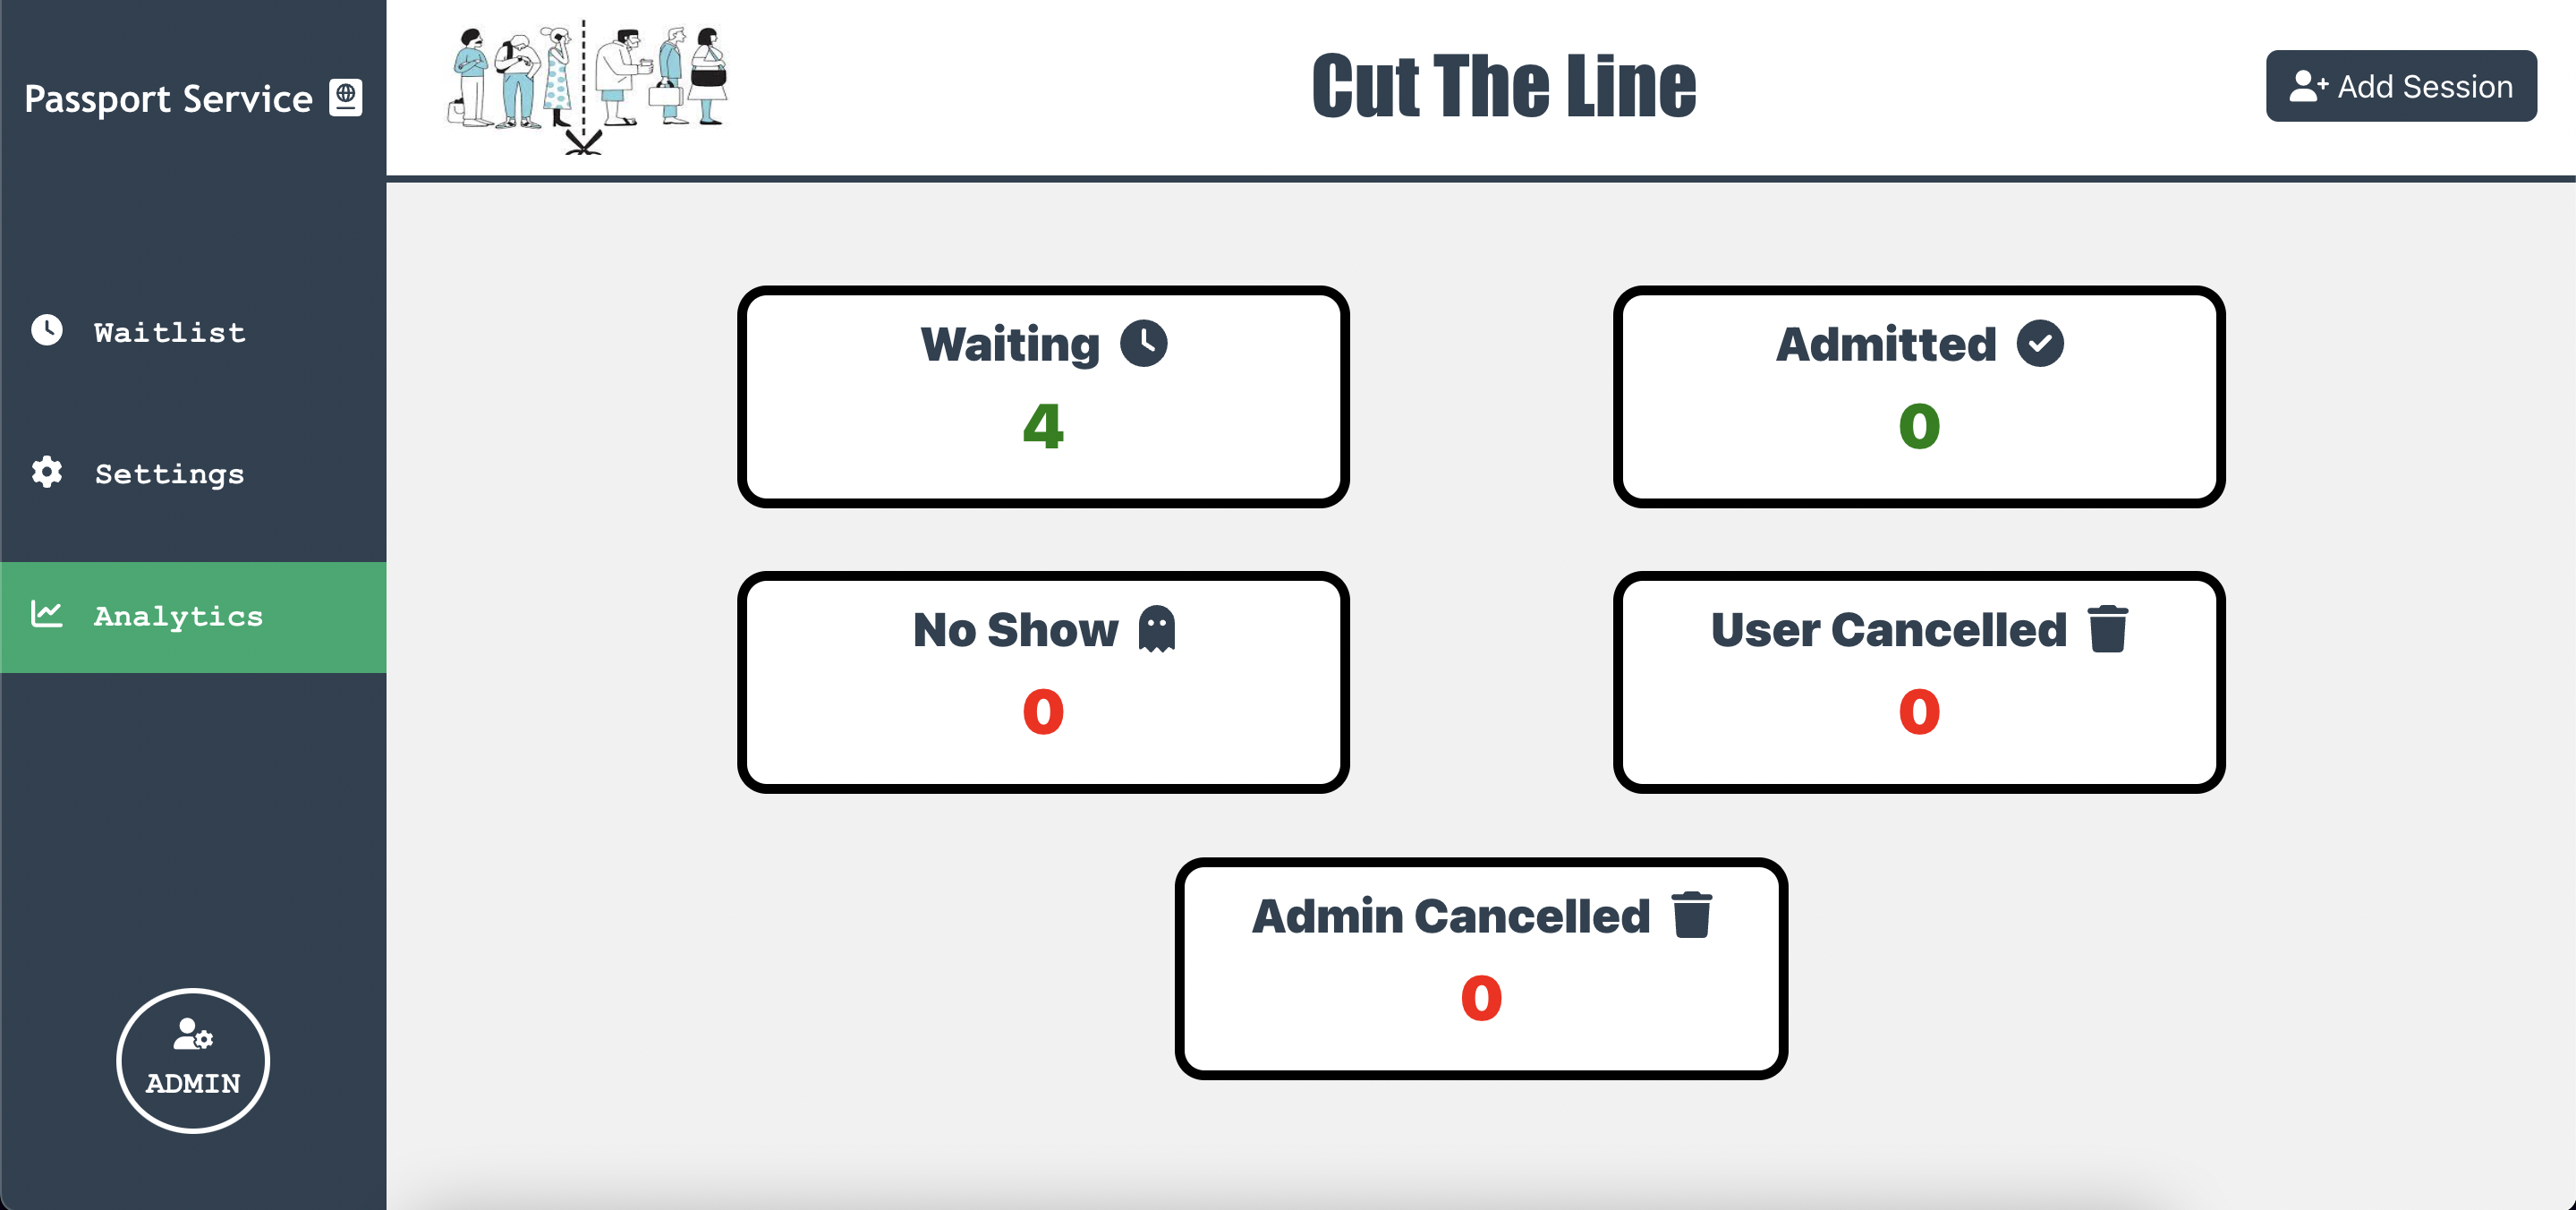 Passport Service
Cut The Line
Add Session
Waitlist
Settings
Analytics
ADMIN
Waiting
4
Admitted
0
No Show
0
User Cancelled
0
Admin Cancelled
0